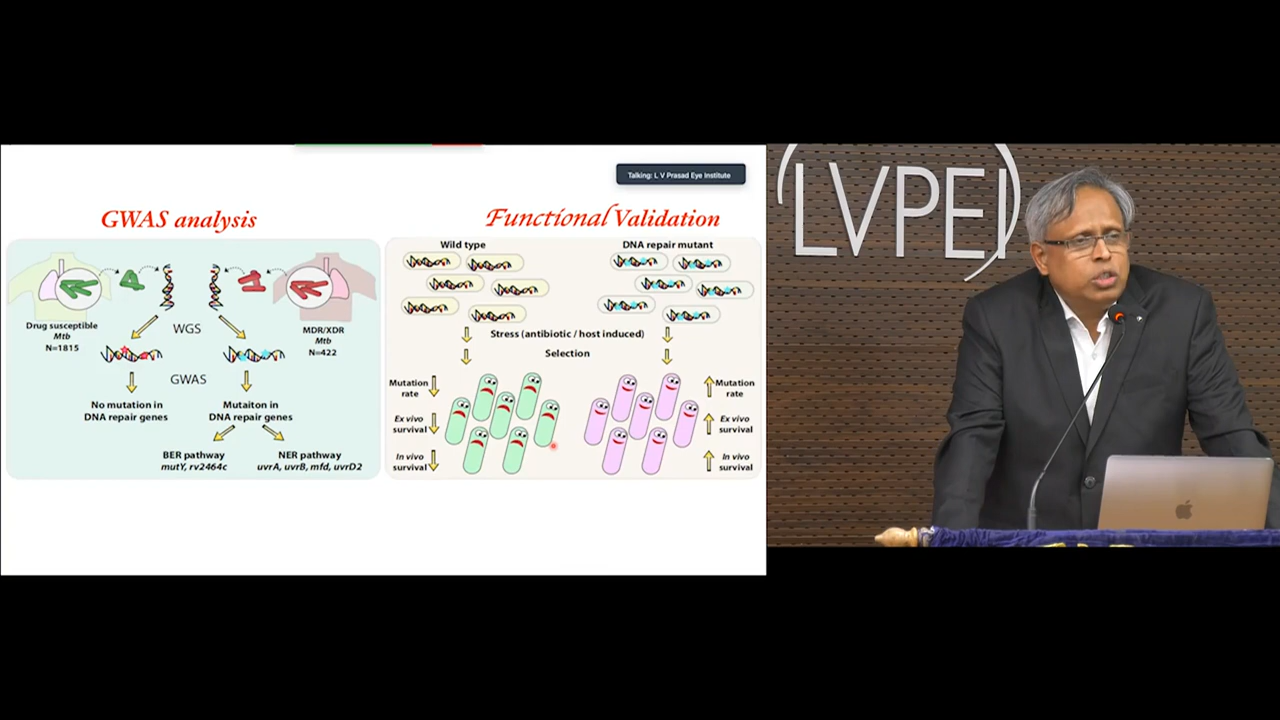 Talking: L V Prasad Eye Institute
GWAS analysis
Drug susceptible
Mtb
N=1815
WGS
MDR/XDR
Mtb
N=422
GWAS
No mutation in
DNA repair genes
Mutaiton in
DNA repair genes
BER pathway
mutY, rv2464c
NER pathway
uvrA, uvrB, mfd, uvrD2
Functional Validation
Wild type
DNA repair mutant
Stress (antibiotic / host induced)
Selection
Mutation
rate
Ex vivo
survival
In vivo
survival
Mutation
rate
Ex vivo
survival
In vivo
survival
LVPEI